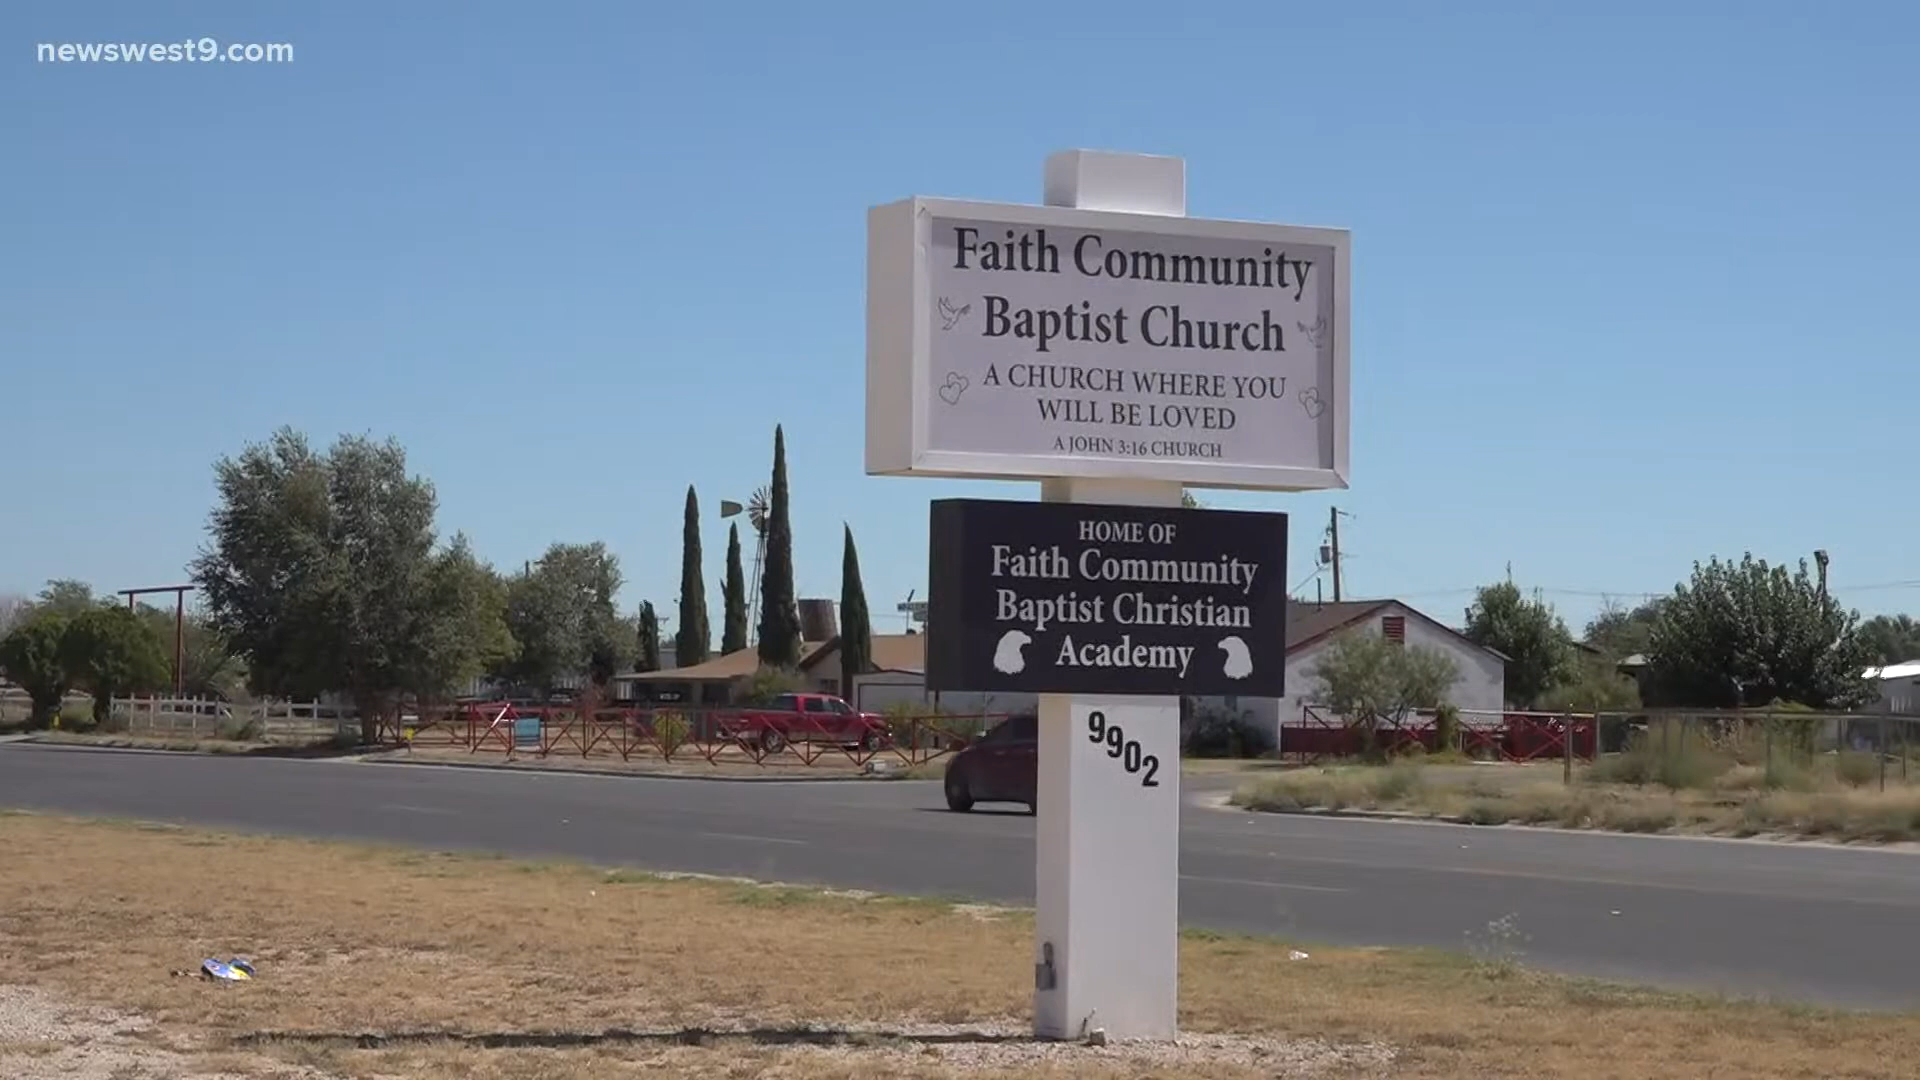 newswest9.com
Faith Community
Baptist Church
A CHURCH WHERE YOU
WILL BE LOVED
A JOHN 3:16 CHURCH
HOME OF
Faith Community
Baptist Christian
Academy
9902